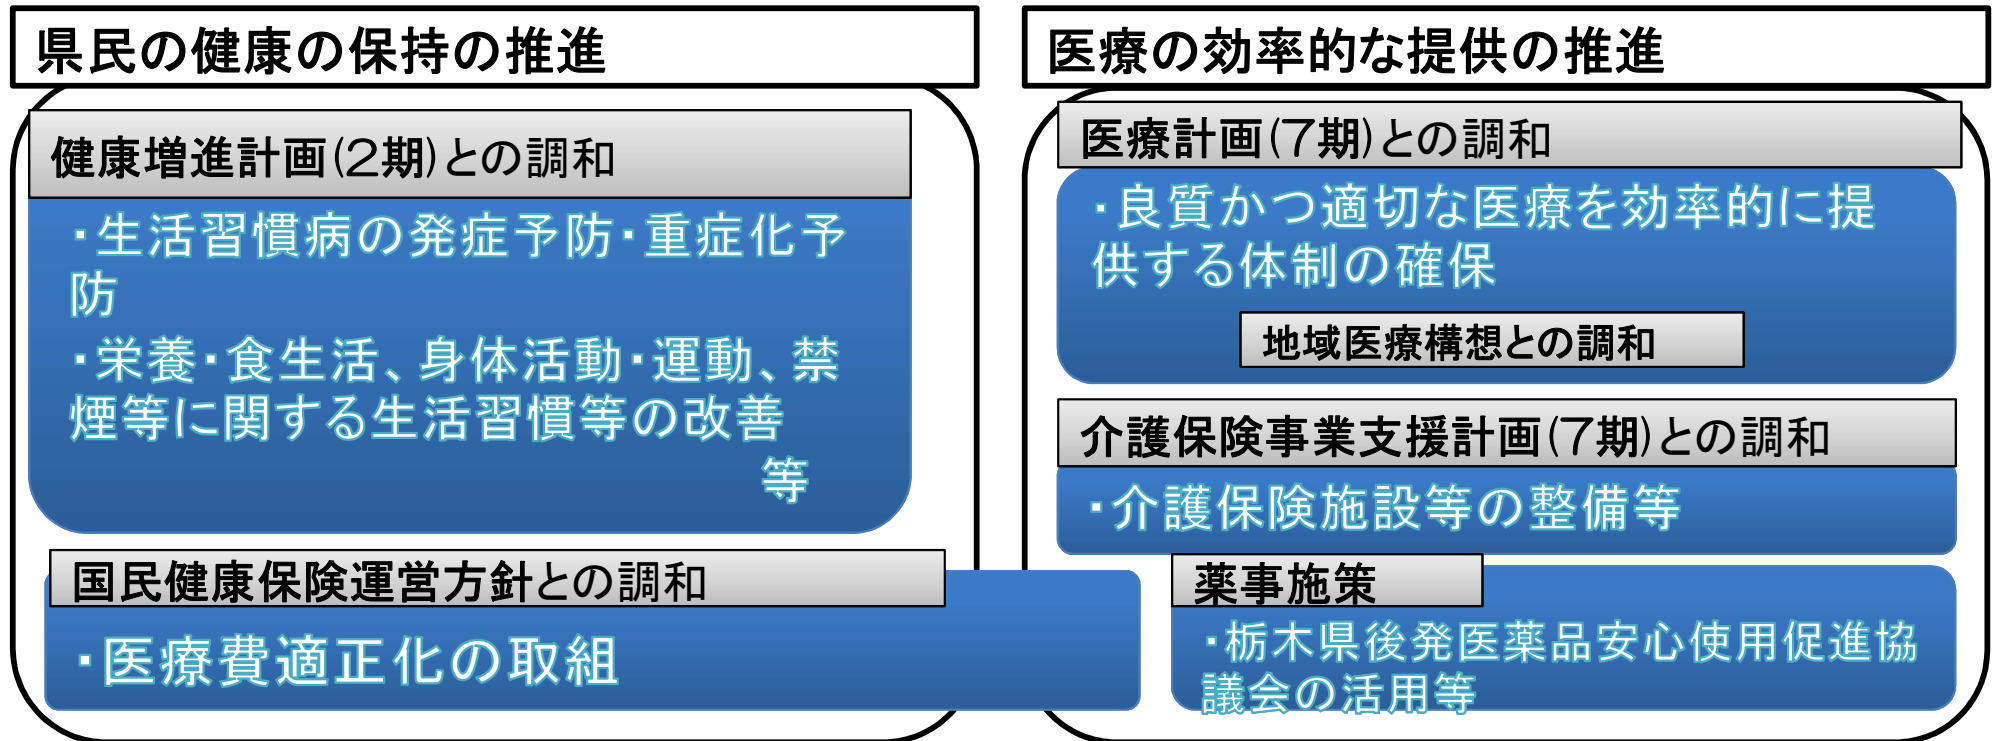 県民の健康の保持の推進
健康増進計画(2期)との調和
・生活習慣病の発症予防・重症化予
防
・栄養・食生活、身体活動・運動、禁
煙等に関する生活習慣等の改善
等
国民健康保険運営方針との調和
・医療費適正化の取組
医療の効率的な提供の推進
医療計画(7期)との調和
・良質かつ適切な医療を効率的に提
供する体制の確保
地域医療構想との調和
介護保険事業支援計画(7期)との調和
・介護保険施設等の整備等
薬事施策
・栃木県後発医薬品安心使用促進協
議会の活用等